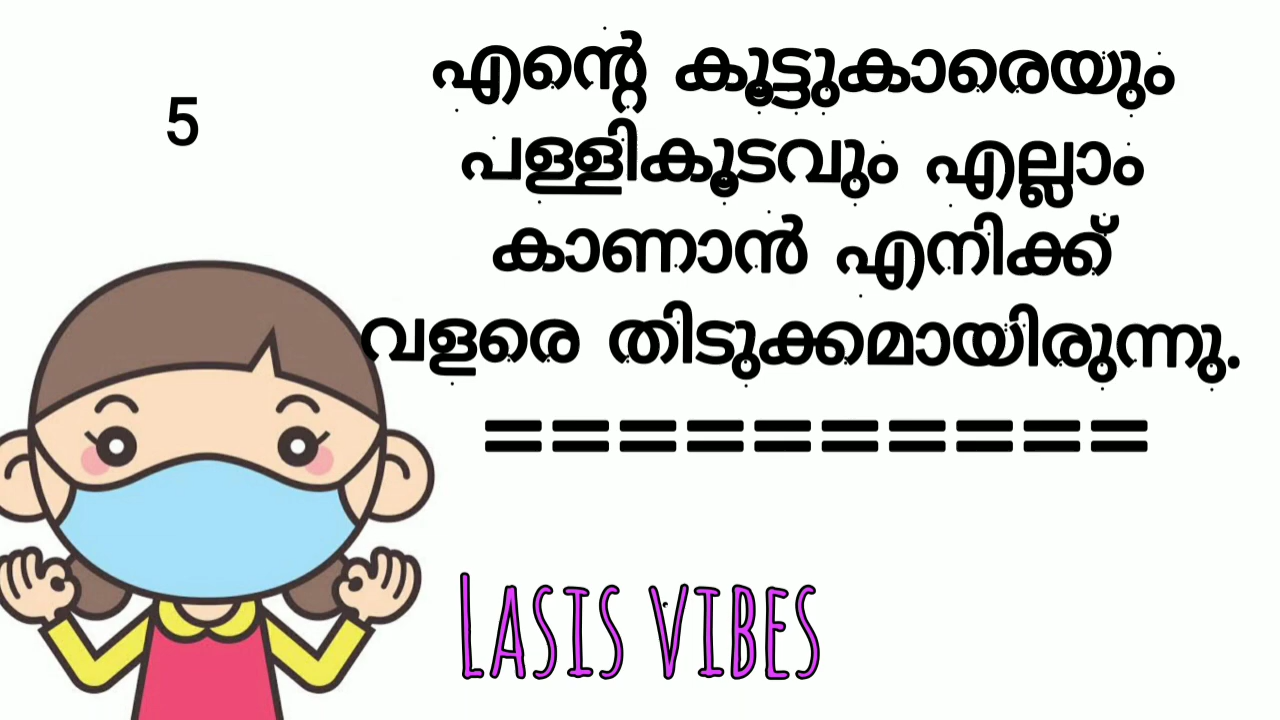 5
എന്റെ കൂട്ടുകാരെയും
പള്ളികൂടവും എല്ലാം
കാണാൻ എനിക്ക്
വളരെ തിടുക്കമായിരുന്നു.
==========
LASIS VIBES